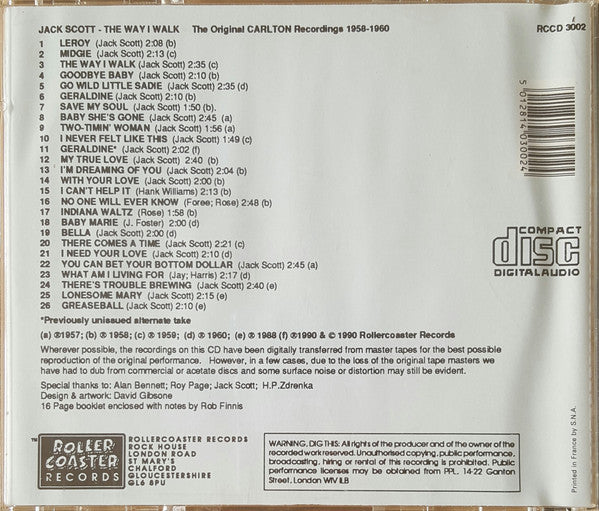 JACK SCOTT - THE WAY I WALK The Original CARLTON Recordings 1958-1960
RCCD 3002
1 LEROY (Jack Scott) 2:08 (b)
2 MIDGIE (Jack Scott) 2:13 (c)
3 THE WAY I WALK (Jack Scott) 2:35 (c)
4 GOODBYE BABY (Jack Scott) 2:10 (b)
5 GO WILD LITTLE SADIE (Jack Scott) 2:35 (d)
6 GERALDINE (Jack Scott) 2:10 (b)
7 SAVE MY SOUL (Jack Scott) 1:50 (b).
8 BABY SHE'S GONE (Jack Scott) 2:45 (a)
9 TWO-TIMIN' WOMAN (Jack Scott) 1:56 (a)
10 I NEVER FELT LIKE THIS (Jack Scott) 1:49 (c)
11 GERALDINE* (Jack Scott) 2:02 (f)
12 MY TRUE LOVE (Jack Scott) 2:40 (b)
13 I'M DREAMING OF YOU (Jack Scott) 2:04 (b)
14 WITH YOUR LOVE (Jack Scott) 2:00 (b)
15 I CAN'T HELP IT (Hank Williams) 2:13 (b)
16 NO ONE WILL EVER KNOW (Foree; Rose) 2:48 (b)
17 INDIANA WALTZ (Rose) 1:58 (b)
18 BABY MARIE (J. Foster) 2:00 (d)
19 BELLA (Jack Scott) 2:00 (d)
20 THERE COMES A TIME (Jack Scott) 2:21 (c)
21 I NEED YOUR LOVE (Jack Scott) 2:10 (d)
22 YOU CAN BET YOUR BOTTOM DOLLAR (Jack Scott) 2:45 (a)
23 WHAT AM I LIVING FOR (Jay; Harris) 2:17 (d)
24 THERE'S TROUBLE BREWING (Jack Scott) 2:40 (e)
25 LONESOME MARY (Jack Scott) 2:15 (e)
26 GREASEBALL (Jack Scott) 2:10 (e)
*Previously unissued alternate take
(a) ℗1957; (b) ℗ 1958; (c) ℗ 1959; (d) ℗ 1960; (e) ℗ 1988 (f) ℗1990 & © 1990 Rollercoaster Records
Wherever possible, the recordings on this CD have been digitally transferred from master tapes for the best possible
reproduction of the original performance. However, in a few cases, due to the loss of the original master tapes we
have had to dub from commercial or acetate discs and some surface noise or distortion may still be evident.
Special thanks to: Alan Bennett; Roy Page; Jack Scott; H.P.Zdrenka
Design & artwork: David Gibsone
16 Page booklet enclosed with notes by Rob Finnis
5012814030024
COMPACT
disc
DIGITAL AUDIO
TM
ROLLER
COASTER
RECORDS
ROLLERCOASTER RECORDS
ROCK HOUSE
LONDON ROAD
ST MARY'S
CHALFORD
GLOUCESTERSHIRE
GL6 8PU
WARNING, DIG THIS: All rights of the producer and of the owner of the
recorded work reserved. Unauthorised copying, public performance,
broadcasting, hiring or rental of this recording is prohibited. Public
performance licenses may be obtained from PPL, 14-22 Ganton
Street, London W1V 1LB
Printed in France by S.N.A.